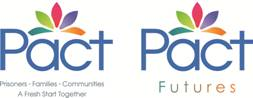 Pact
Prisoners - Families - Communities
A Fresh Start Together
Pact
Futures